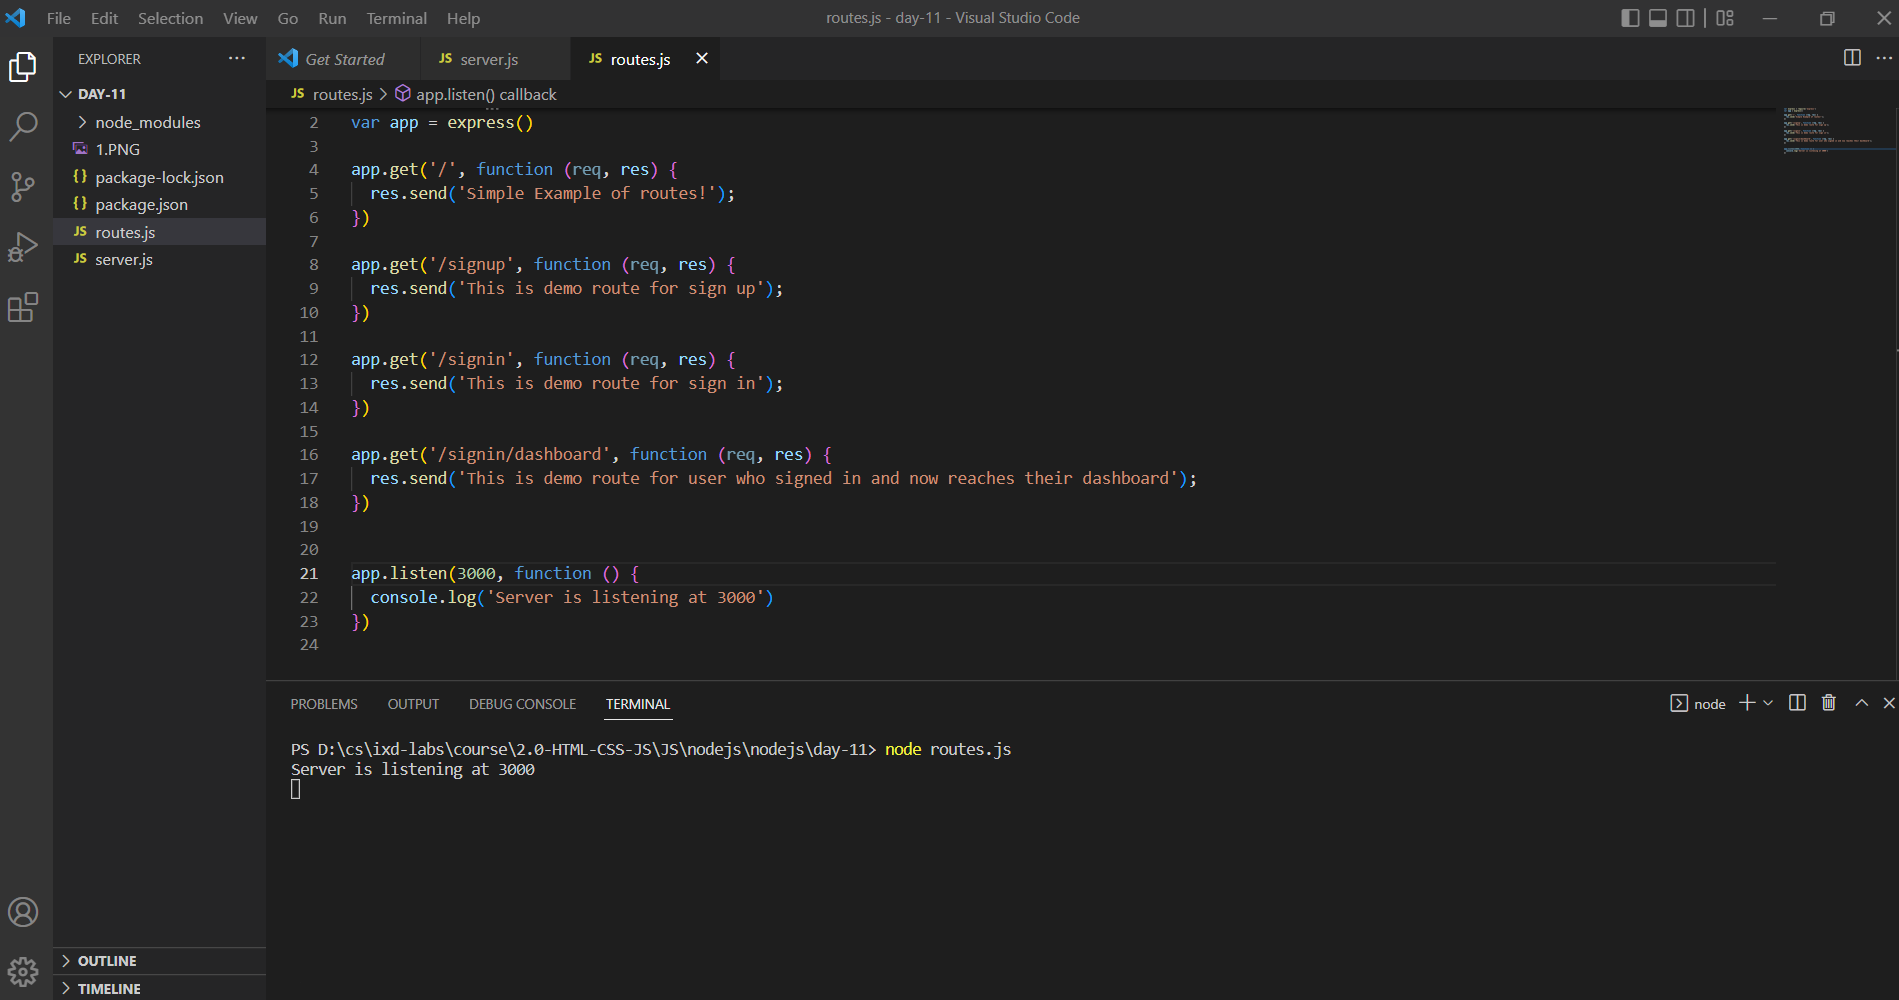 File Edit Selection View Go Run Terminal Help
routes.js - day-11 - Visual Studio Code
EXPLORER
DAY-11
node_modules
1.PNG
{} package-lock.json
{} package.json
JS routes.js
JS server.js
OUTLINE
TIMELINE
Get Started
JS server.js
JS routes.js
JS routes.js > app.listen() callback
2 var app = express()
3
4 app.get('/', function (req, res) {
5 res.send('Simple Example of routes!');
6 })
7
8 app.get('/signup', function (req, res) {
9 res.send('This is demo route for sign up');
10 })
11
12 app.get('/signin', function (req, res) {
13 res.send('This is demo route for sign in');
14 })
15
16 app.get('/signin/dashboard', function (req, res) {
17 res.send('This is demo route for user who signed in and now reaches their dashboard');
18 })
19
20
21 app.listen(3000, function () {
22 console.log('Server is listening at 3000')
23 })
24
PROBLEMS OUTPUT DEBUG CONSOLE TERMINAL
node
PS D:\cs\ixd-labs\course\2.0-HTML-CSS-JS\JS\nodejs\nodejs\day-11> node routes.js
Server is listening at 3000